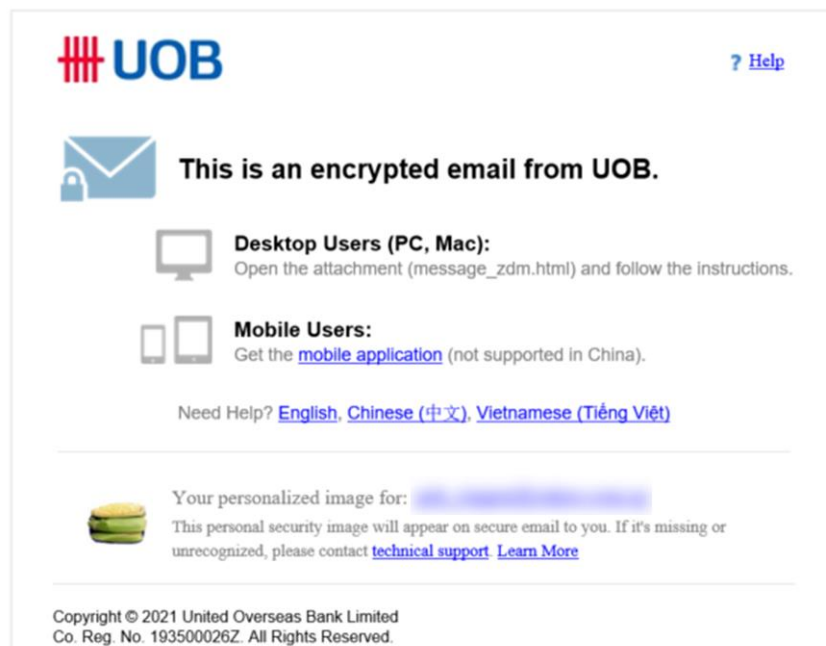 UOB
? Help
This is an encrypted email from UOB.
Desktop Users (PC, Mac):
Open the attachment (message_zdm.html) and follow the instructions.
Mobile Users:
Get the mobile application (not supported in China).
Need Help? English, Chinese (中文), Vietnamese (Tiếng Việt)
Your personalized image for:
This personal security image will appear on secure email to you. If it's missing or
unrecognized, please contact technical support. Learn More
Copyright © 2021 United Overseas Bank Limited
Co. Reg. No. 193500026Z. All Rights Reserved.